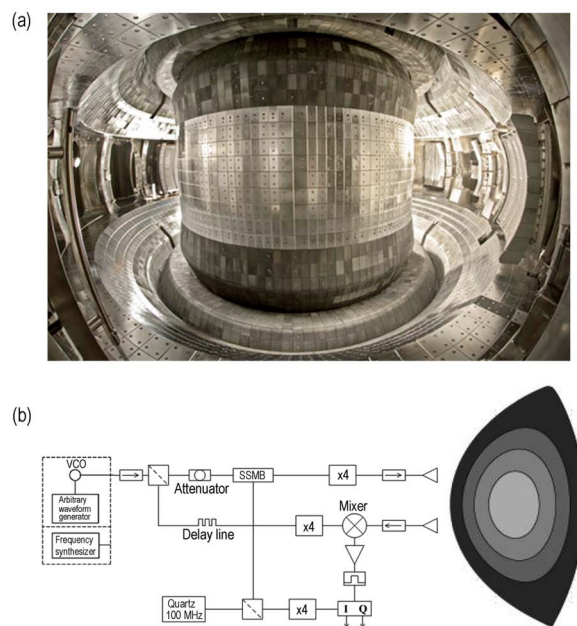 (a)
(b)
VCO
Arbitrary
waveform
generator
Frequency
synthesizer
Attenuator
SSMB
x4
Delay line
x4
Mixer
Quartz
100 MHz
x4
I Q